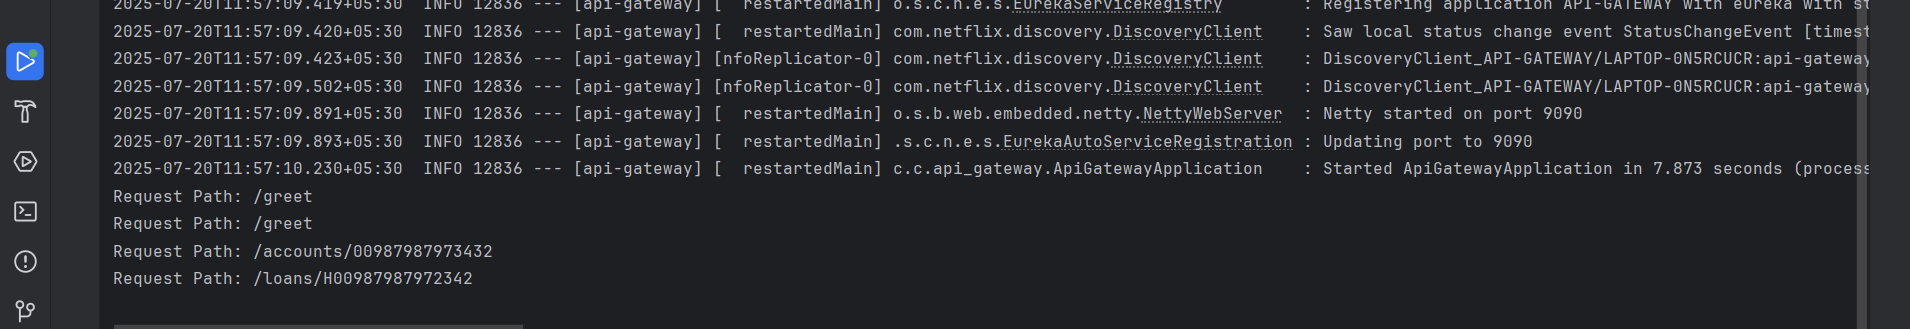 2025-07-20T11:57:09.419+05:30  INFO 12836 --- [api-gateway] [  restartedMain] o.s.c.n.e.s.EurekaServiceRegistry        : Registering application API-GATEWAY with eureka with st
2025-07-20T11:57:09.420+05:30  INFO 12836 --- [api-gateway] [  restartedMain] com.netflix.discovery.DiscoveryClient    : Saw local status change event StatusChangeEvent [timest
2025-07-20T11:57:09.423+05:30  INFO 12836 --- [api-gateway] [nfoReplicator-0] com.netflix.discovery.DiscoveryClient    : DiscoveryClient_API-GATEWAY/LAPTOP-0N5RCUCR:api-gateway
2025-07-20T11:57:09.502+05:30  INFO 12836 --- [api-gateway] [nfoReplicator-0] com.netflix.discovery.DiscoveryClient    : DiscoveryClient_API-GATEWAY/LAPTOP-0N5RCUCR:api-gateway
2025-07-20T11:57:09.891+05:30  INFO 12836 --- [api-gateway] [  restartedMain] o.s.b.web.embedded.netty.NettyWebServer  : Netty started on port 9090
2025-07-20T11:57:09.893+05:30  INFO 12836 --- [api-gateway] [  restartedMain] .s.c.n.e.s.EurekaAutoServiceRegistration : Updating port to 9090
2025-07-20T11:57:10.230+05:30  INFO 12836 --- [api-gateway] [  restartedMain] c.c.api_gateway.ApiGatewayApplication    : Started ApiGatewayApplication in 7.873 seconds (process
Request Path: /greet
Request Path: /greet
Request Path: /accounts/00987987973432
Request Path: /loans/H00987987972342